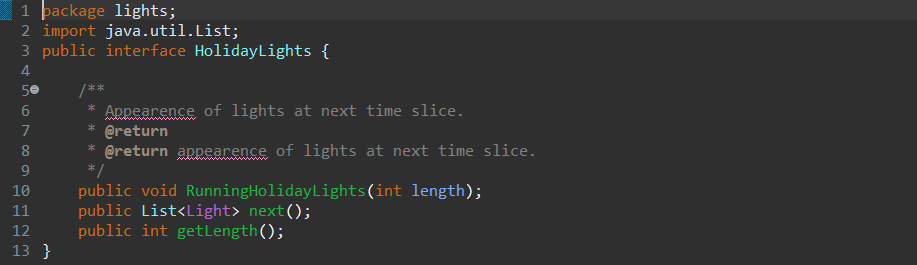 1 package lights;
2 import java.util.List;
3 public interface HolidayLights {
4
5 /**
6 * Appearence of lights at next time slice.
7 * @return
8 * @return appearence of lights at next time slice.
9 */
10 public void RunningHolidayLights(int length);
11 public List<Light> next();
12 public int getLength();
13 }